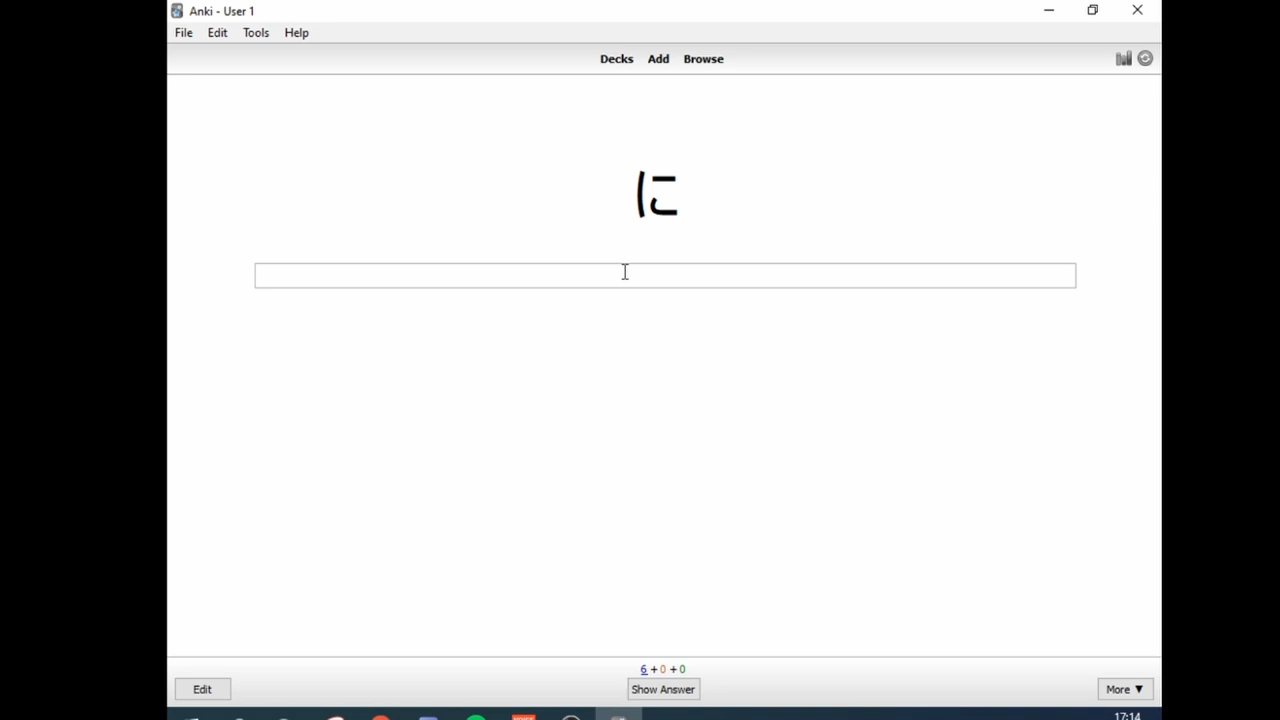 Anki - User 1
File Edit Tools Help
Decks Add Browse
に
6 + 0 + 0
Edit Show Answer More ▼
17:14